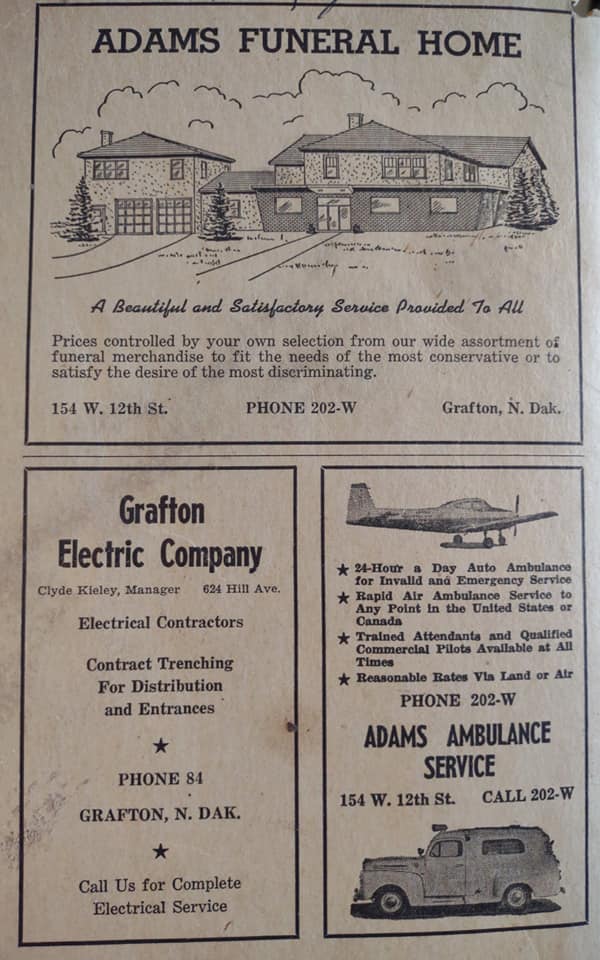 ADAMS FUNERAL HOME
A Beautiful and Satisfactory Service Provided To All
Prices controlled by your own selection from our wide assortment of
funeral merchandise to fit the needs of the most conservative or to
satisfy the desire of the most discriminating.
154 W. 12th St. PHONE 202-W Grafton, N. Dak.
Grafton
Electric Company
Clyde Kieley, Manager 624 Hill Ave.
Electrical Contractors
Contract Trenching
For Distribution
and Entrances
★
PHONE 84
GRAFTON, N. DAK.
★
Call Us for Complete
Electrical Service
★ 24-Hour a Day Auto Ambulance
for Invalid and Emergency Service
★ Rapid Air Ambulance Service to
Any Point in the United States or
Canada
★ Trained Attendants and Qualified
Commercial Pilots Available at All
Times
★ Reasonable Rates Via Land or Air
PHONE 202-W
ADAMS AMBULANCE
SERVICE
154 W. 12th St. CALL 202-W